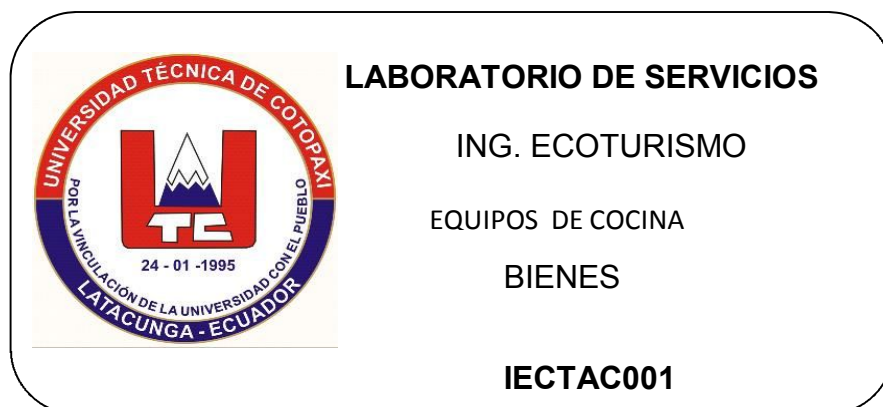 UNIVERSIDAD TÉCNICA DE COTOPAXI
UTC
24 - 01 -1995
POR LA VINCULACIÓN DE LA UNIVERSIDAD CON EL PUEBLO
LATACUNGA - ECUADOR
LABORATORIO DE SERVICIOS
ING. ECOTURISMO
EQUIPOS DE COCINA
BIENES
IECTAC001